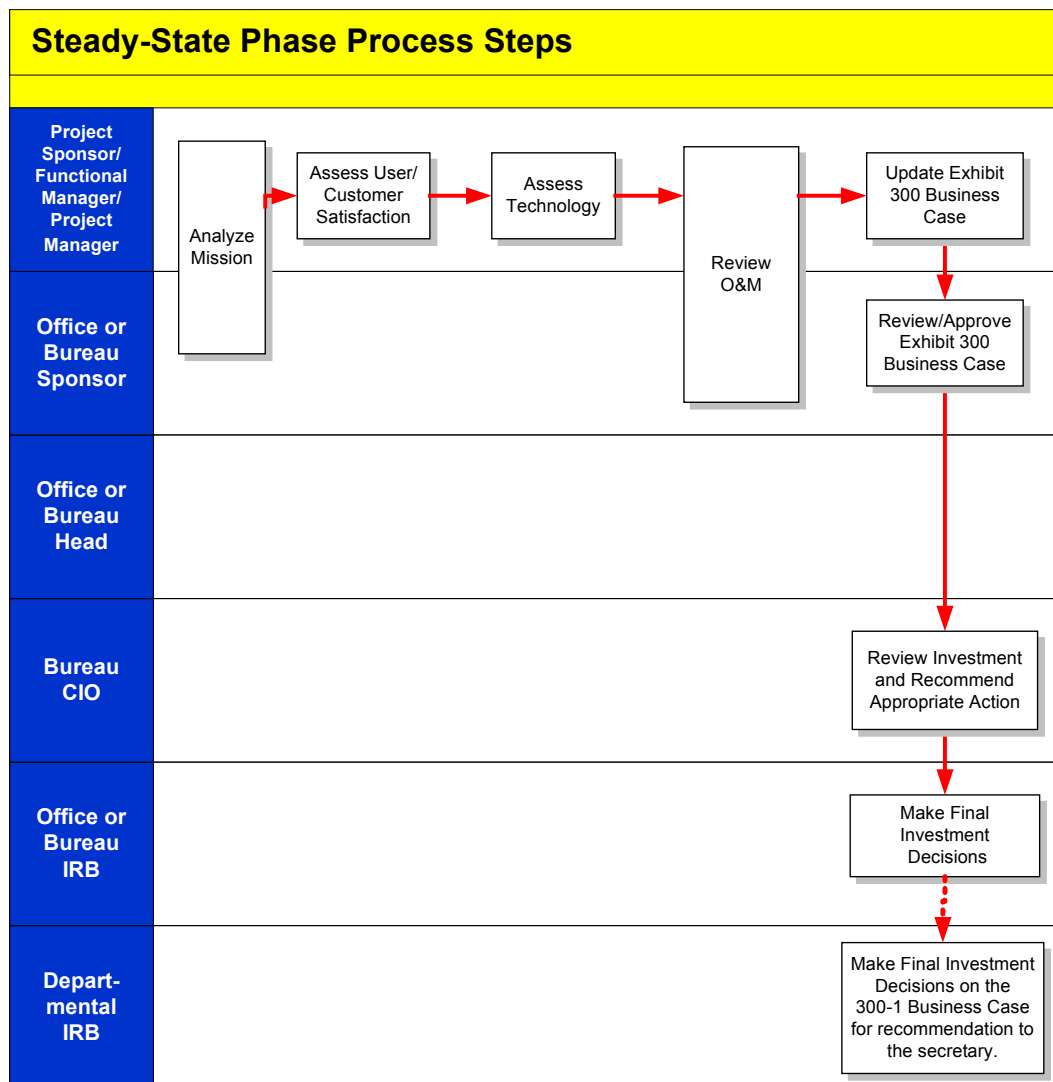 Steady-State Phase Process Steps
Project
Sponsor/
Functional
Manager/
Project
Manager
Analyze
Mission
Assess User/
Customer
Satisfaction
Assess
Technology
Review
O&M
Update Exhibit
300 Business
Case
Office or
Bureau
Sponsor
Review/Approve
Exhibit 300
Business Case
Office or
Bureau
Head
Bureau
CIO
Review Investment
and Recommend
Appropriate Action
Office or
Bureau
IRB
Make Final
Investment
Decisions
Depart-
mental
IRB
Make Final Investment
Decisions on the
300-1 Business Case
for recommendation to
the secretary.